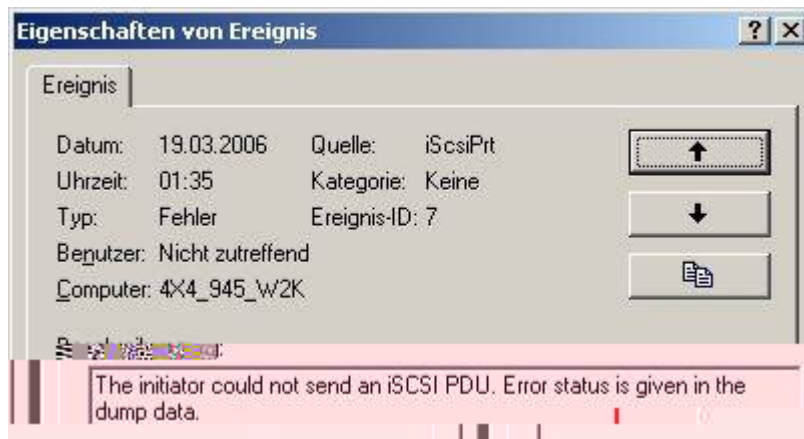 Eigenschaften von Ereignis
Ereignis
Datum: 19.03.2006 Quelle: iScsiPrt
Uhrzeit: 01:35 Kategorie: Keine
Typ: Fehler Ereignis-ID: 7
Benutzer: Nicht zutreffend
Computer: 4X4_945_W2K
The initiator could not send an iSCSI PDU. Error status is given in the
dump data.